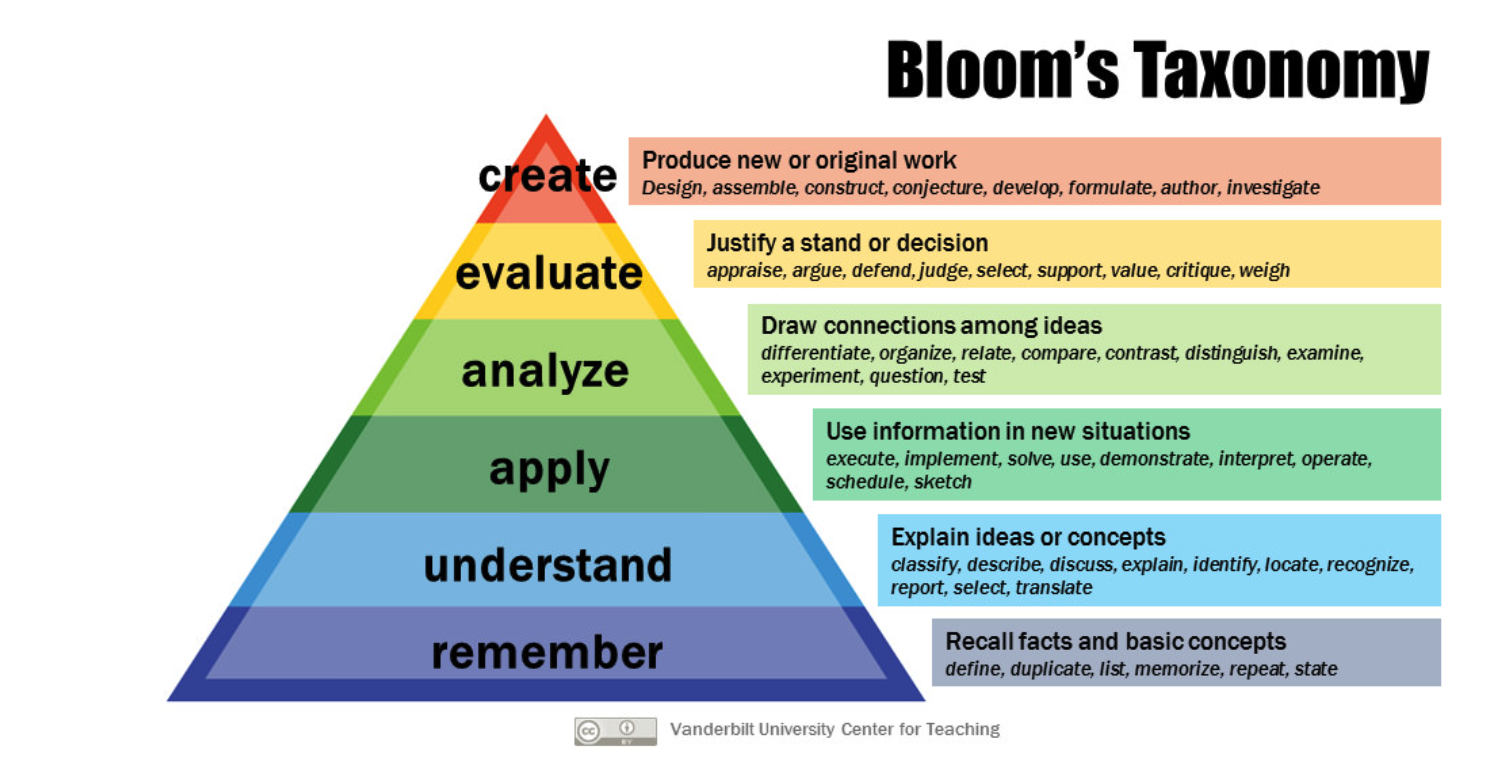 Bloom's Taxonomy
create
Produce new or original work
Design, assemble, construct, conjecture, develop, formulate, author, investigate
evaluate
Justify a stand or decision
appraise, argue, defend, judge, select, support, value, critique, weigh
analyze
Draw connections among ideas
differentiate, organize, relate, compare, contrast, distinguish, examine,
experiment, question, test
apply
Use information in new situations
execute, implement, solve, use, demonstrate, interpret, operate,
schedule, sketch
understand
Explain ideas or concepts
classify, describe, discuss, explain, identify, locate, recognize,
report, select, translate
remember
Recall facts and basic concepts
define, duplicate, list, memorize, repeat, state
cc
BY
Vanderbilt University Center for Teaching